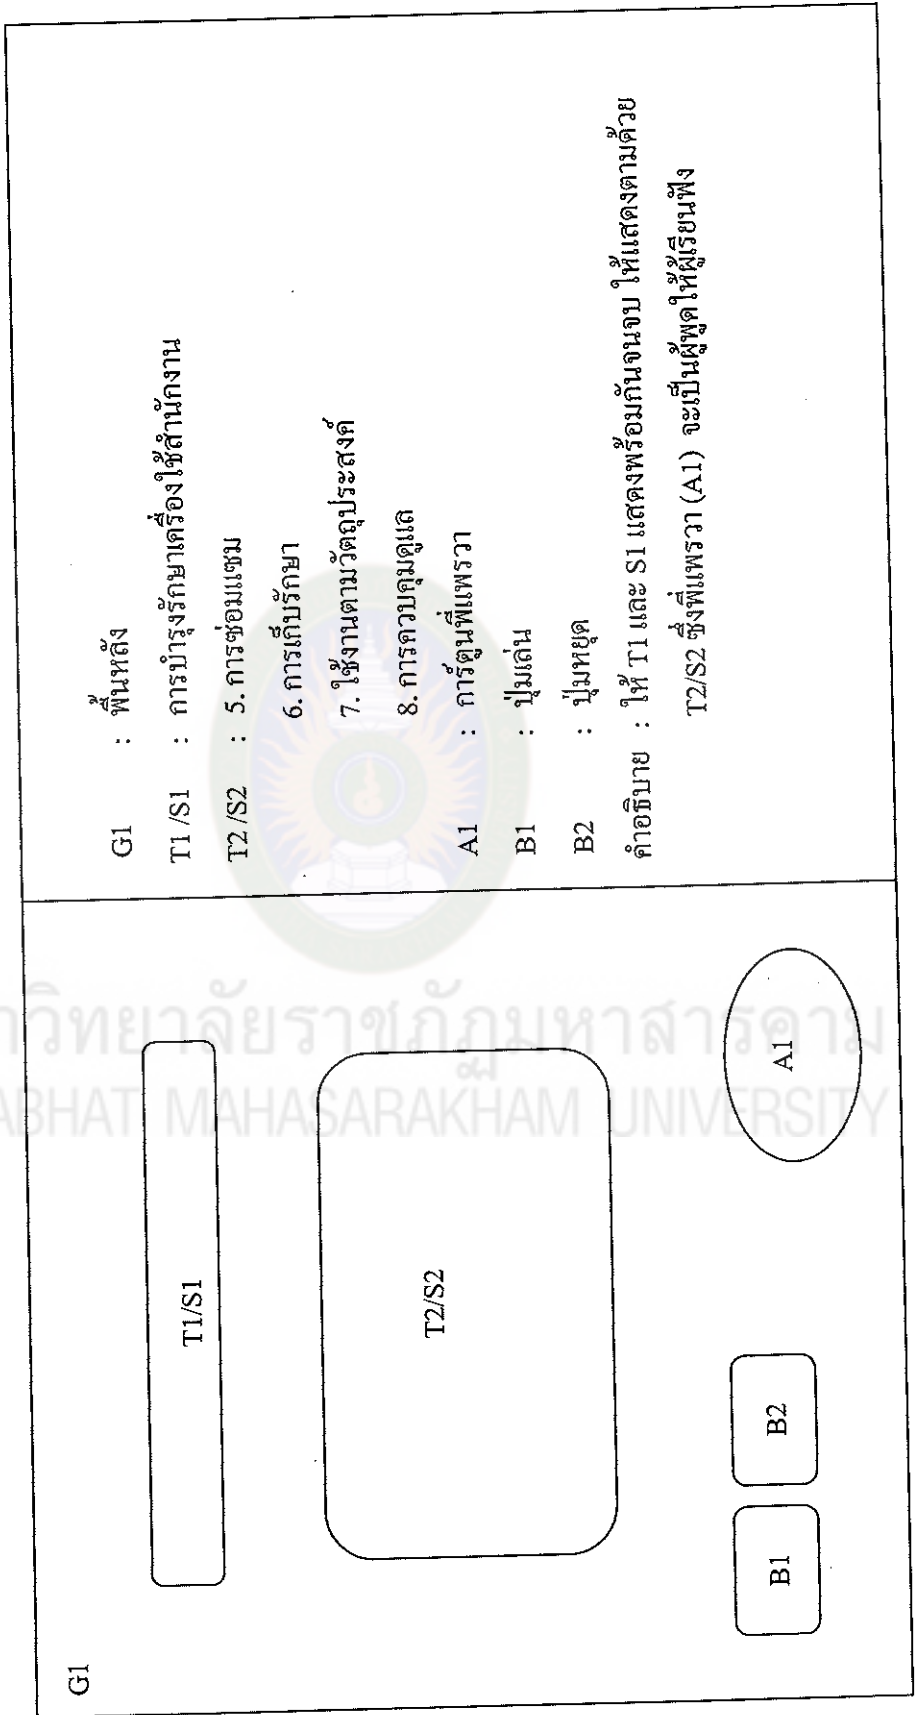 G1
T1/S1
T2/S2
B1
B2
A1
G1 : พื้นหลัง
T1 /S1 : การบำรุงรักษาเครื่องใช้สำนักงาน
T2 /S2 : 5. การซ่อมแซม
6. การเก็บรักษา
7. ใช้งานตามวัตถุประสงค์
8. การควบคุมดูแล
A1 : การ์ตูนพี่แพรวา
B1 : ปุ่มเล่น
B2 : ปุ่มหยุด
คำอธิบาย : ให้ T1 และ S1 แสดงพร้อมกันจนจบ ให้แสดงตามด้วย
T2/S2 ซึ่งพี่แพรวา (A1) จะเป็นผู้พูดให้ผู้เรียนฟัง
วิทยาลัยราชภัฏมหาสารคาม
ABHAT MAHASARAKHAM UNIVERSITY